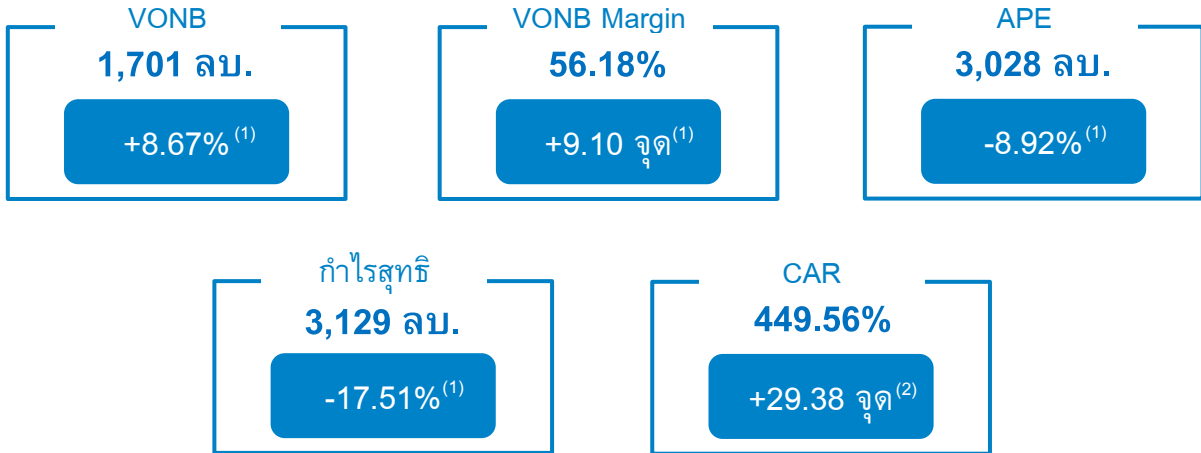 VONB
1,701 ลบ.
+8.67% (1)
VONB Margin
56.18%
+9.10 จุด(1)
APE
3,028 ลบ.
-8.92% (1)
กำไรสุทธิ
3,129 ลบ.
-17.51%(1)
CAR
449.56%
+29.38 จุด(2)